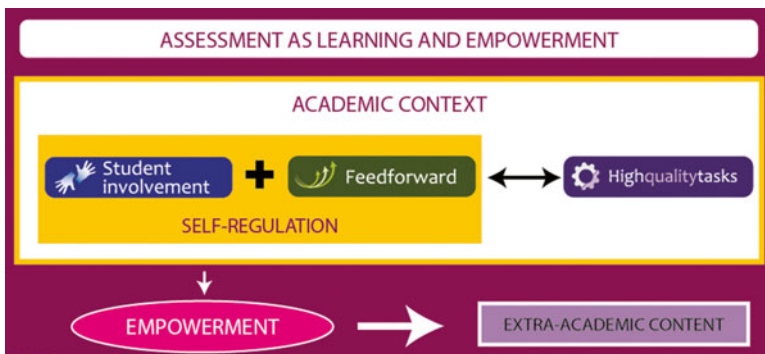 ASSESSMENT AS LEARNING AND EMPOWERMENT
ACADEMIC CONTEXT
Student
involvement
Feedforward
Highqualitytasks
SELF-REGULATION
EMPOWERMENT
EXTRA-ACADEMIC CONTENT